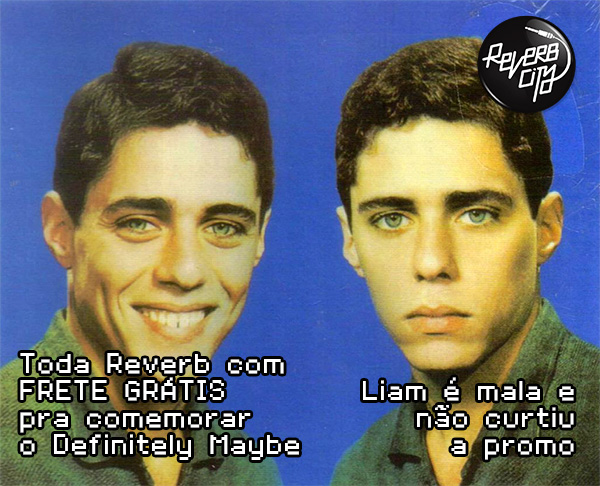 REVERB
CITY
Toda Reverb com
FRETE GRÁTIS
pra comemorar
o Definitely Maybe
Liam é mala e
não curtiu
a promo